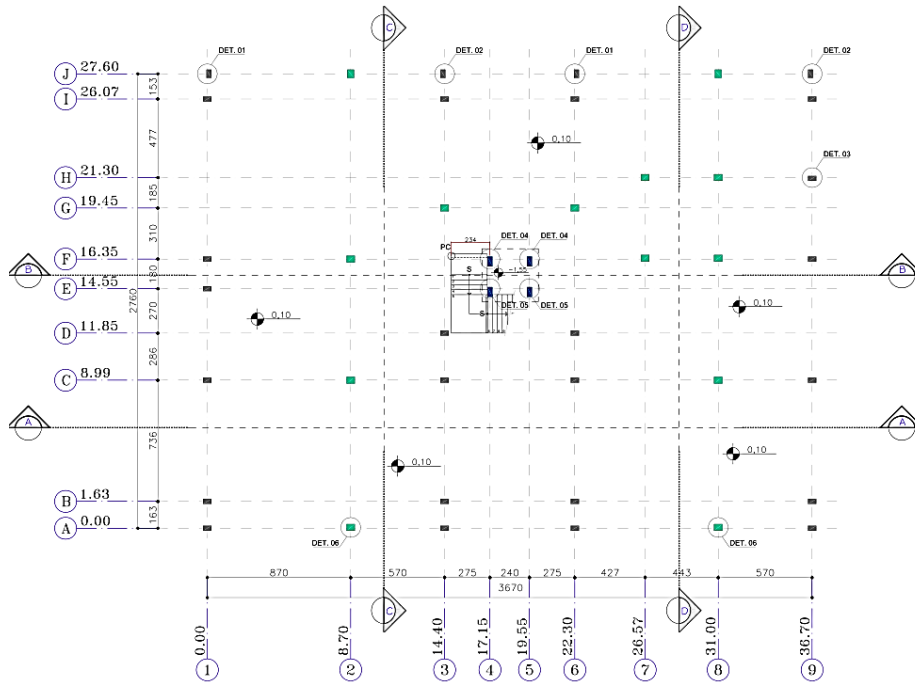 C
D
DET. 01
DET. 02
DET. 01
DET. 02
J 27.60
153
I 26.07
0,10
477
DET. 03
H 21.30
185
G 19.45
310
234
DET. 04
DET. 04
PC
F 16.35
B
S
-1,55
B
180
E 14.55
2760
DET. 05
DET. 05
0,10
270
0,10
S
D 11.85
286
C 8.99
A
A
736
0,10
0,10
B 1.63
163
A 0.00
DET. 06
DET. 06
870
570
275
240
275
427
443
570
3670
C
D
0.00
8.70
14.40
17.15
19.55
22.30
26.57
31.00
36.70
1
2
3
4
5
6
7
8
9